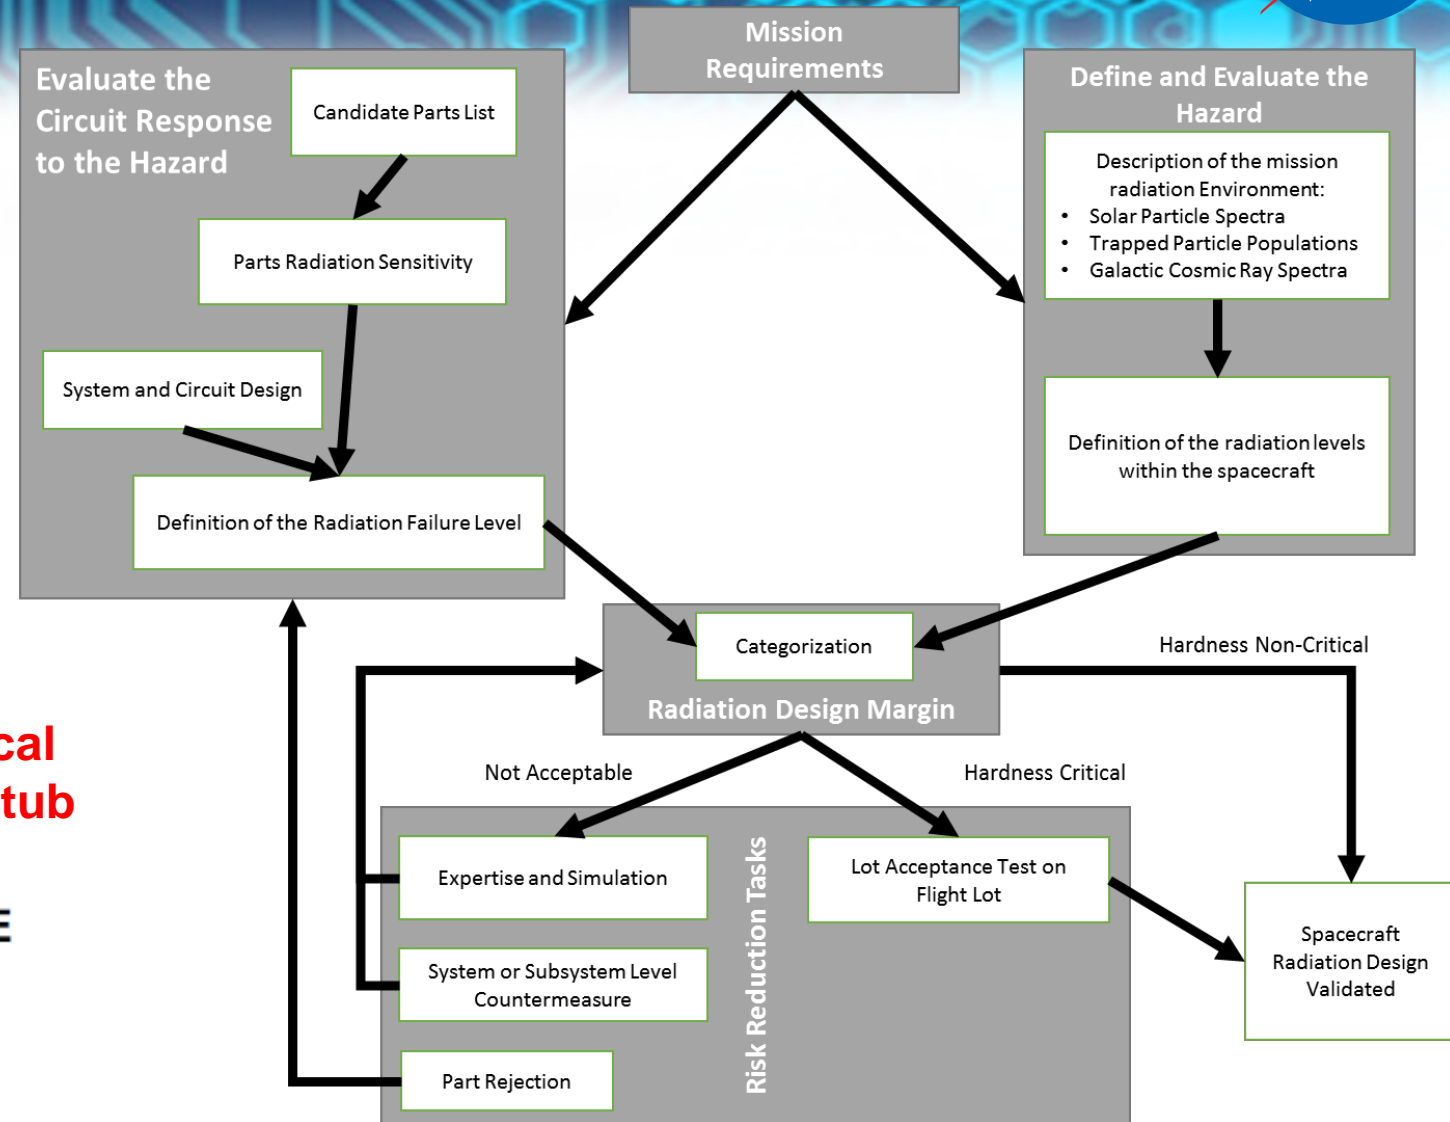 Mission
Requirements
Evaluate the
Circuit Response
to the Hazard
Candidate Parts List
Parts Radiation Sensitivity
System and Circuit Design
Definition of the Radiation Failure Level
Define and Evaluate the
Hazard
Description of the mission
radiation Environment:
• Solar Particle Spectra
• Trapped Particle Populations
• Galactic Cosmic Ray Spectra
Definition of the radiation levels
within the spacecraft
Categorization
Radiation Design Margin
Hardness Non-Critical
Not Acceptable
Hardness Critical
cal
tub
E
Expertise and Simulation
System or Subsystem Level
Countermeasure
Part Rejection
Risk Reduction Tasks
Lot Acceptance Test on
Flight Lot
Spacecraft
Radiation Design
Validated